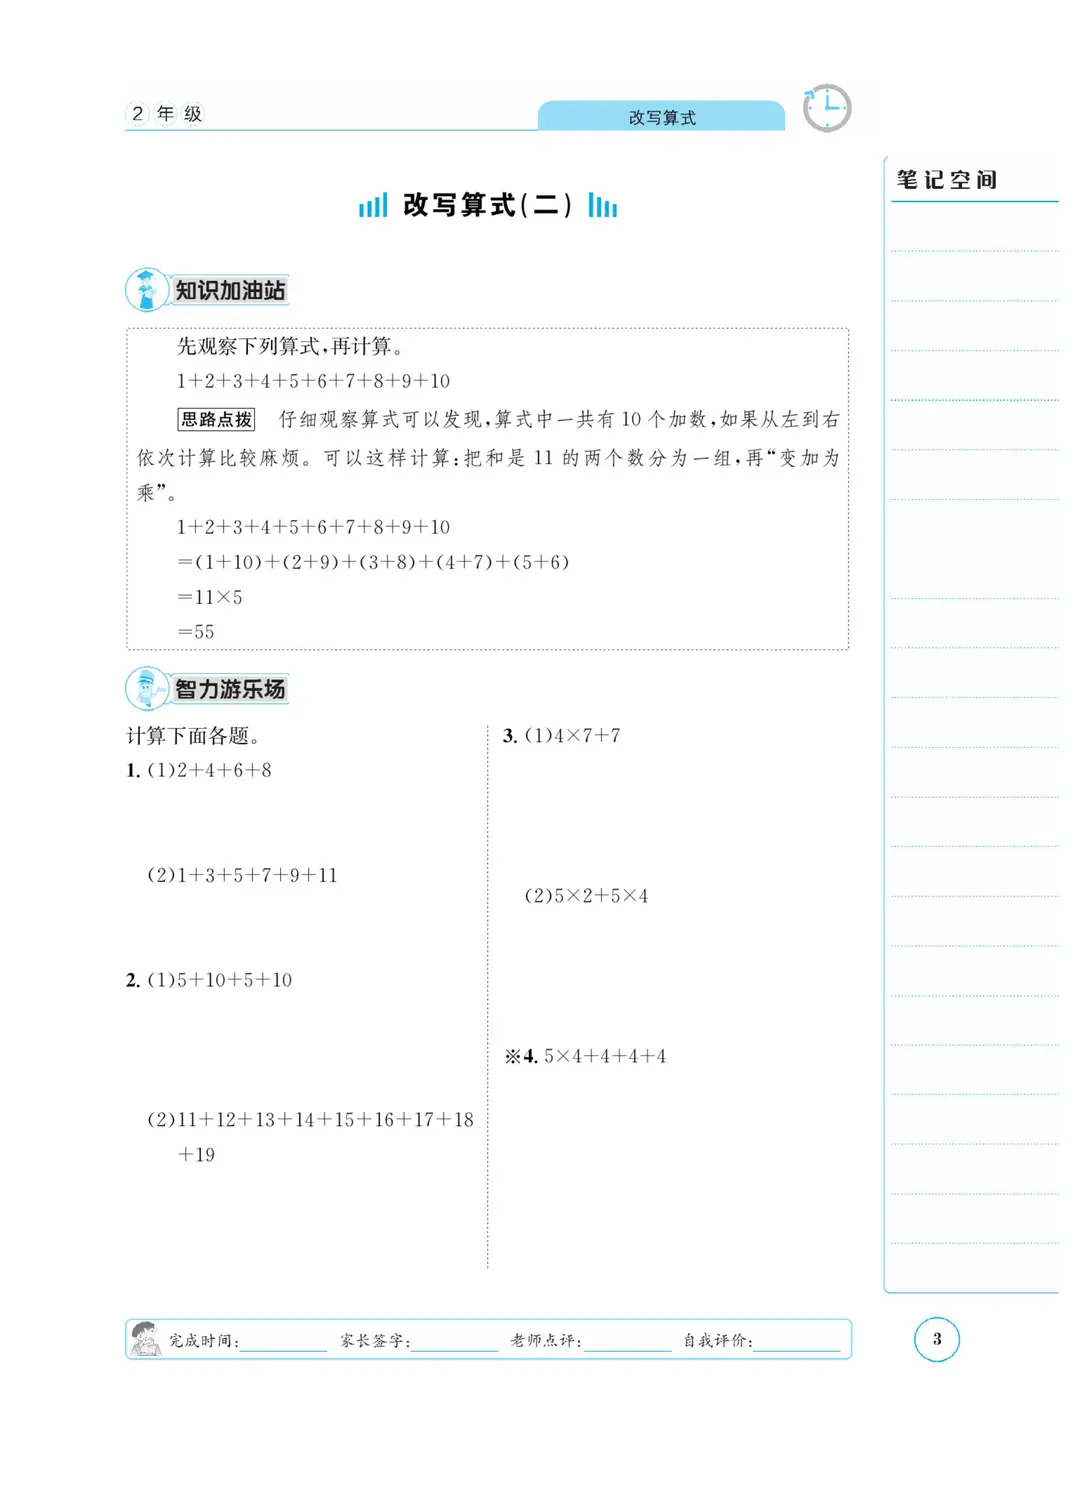 2年级
改写算式
笔记空间
改写算式(二)
知识加油站
先观察下列算式,再计算。
1+2+3+4+5+6+7+8+9+10
思路点拨 仔细观察算式可以发现,算式中一共有10个加数,如果从左到右
依次计算比较麻烦。可以这样计算:把和是11的两个数分为一组,再“变加为
乘”。
1+2+3+4+5+6+7+8+9+10
=(1+10)+(2+9)+(3+8)+(4+7)+(5+6)
=11×5
=55
智力游乐场
计算下面各题。
1. (1)2+4+6+8
(2)1+3+5+7+9+11
2. (1)5+10+5+10
(2)11+12+13+14+15+16+17+18
+19
3. (1)4×7+7
(2)5×2+5×4
※4. 5×4+4+4+4
完成时间: 家长签字: 老师点评: 自我评价:
3